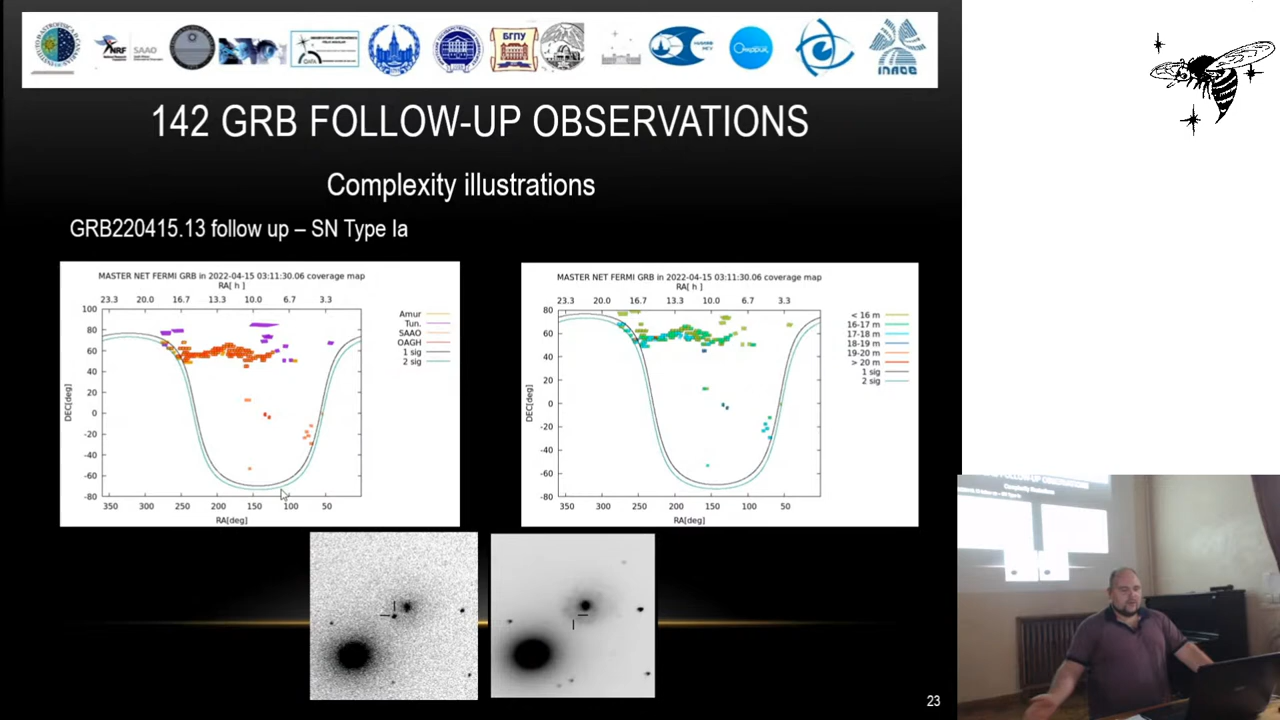 NRF
SAAO
OAFA
БГПУ
Омариус
INAOE
142 GRB FOLLOW-UP OBSERVATIONS
Complexity illustrations
GRB220415.13 follow up – SN Type Ia
MASTER NET FERMI GRB in 2022-04-15 03:11:30.06 coverage map
RA[ h ]
23.3 20.0 16.7 13.3 10.0 6.7 3.3
100
80
60
40
20
0
-20
-40
-60
-80
DEC[deg]
350 300 250 200 150 100 50
RA[deg]
Amur
Tun.
SAAO
OAGH
1 sig
2 sig
MASTER NET FERMI GRB in 2022-04-15 03:11:30.06 coverage map
RA[ h ]
23.3 20.0 16.7 13.3 10.0 6.7 3.3
80
60
40
20
0
-20
-40
-60
-80
DEC[deg]
350 300 250 200 150 100 50
RA[deg]
< 16 m
16-17 m
17-18 m
18-19 m
19-20 m
> 20 m
1 sig
2 sig
23